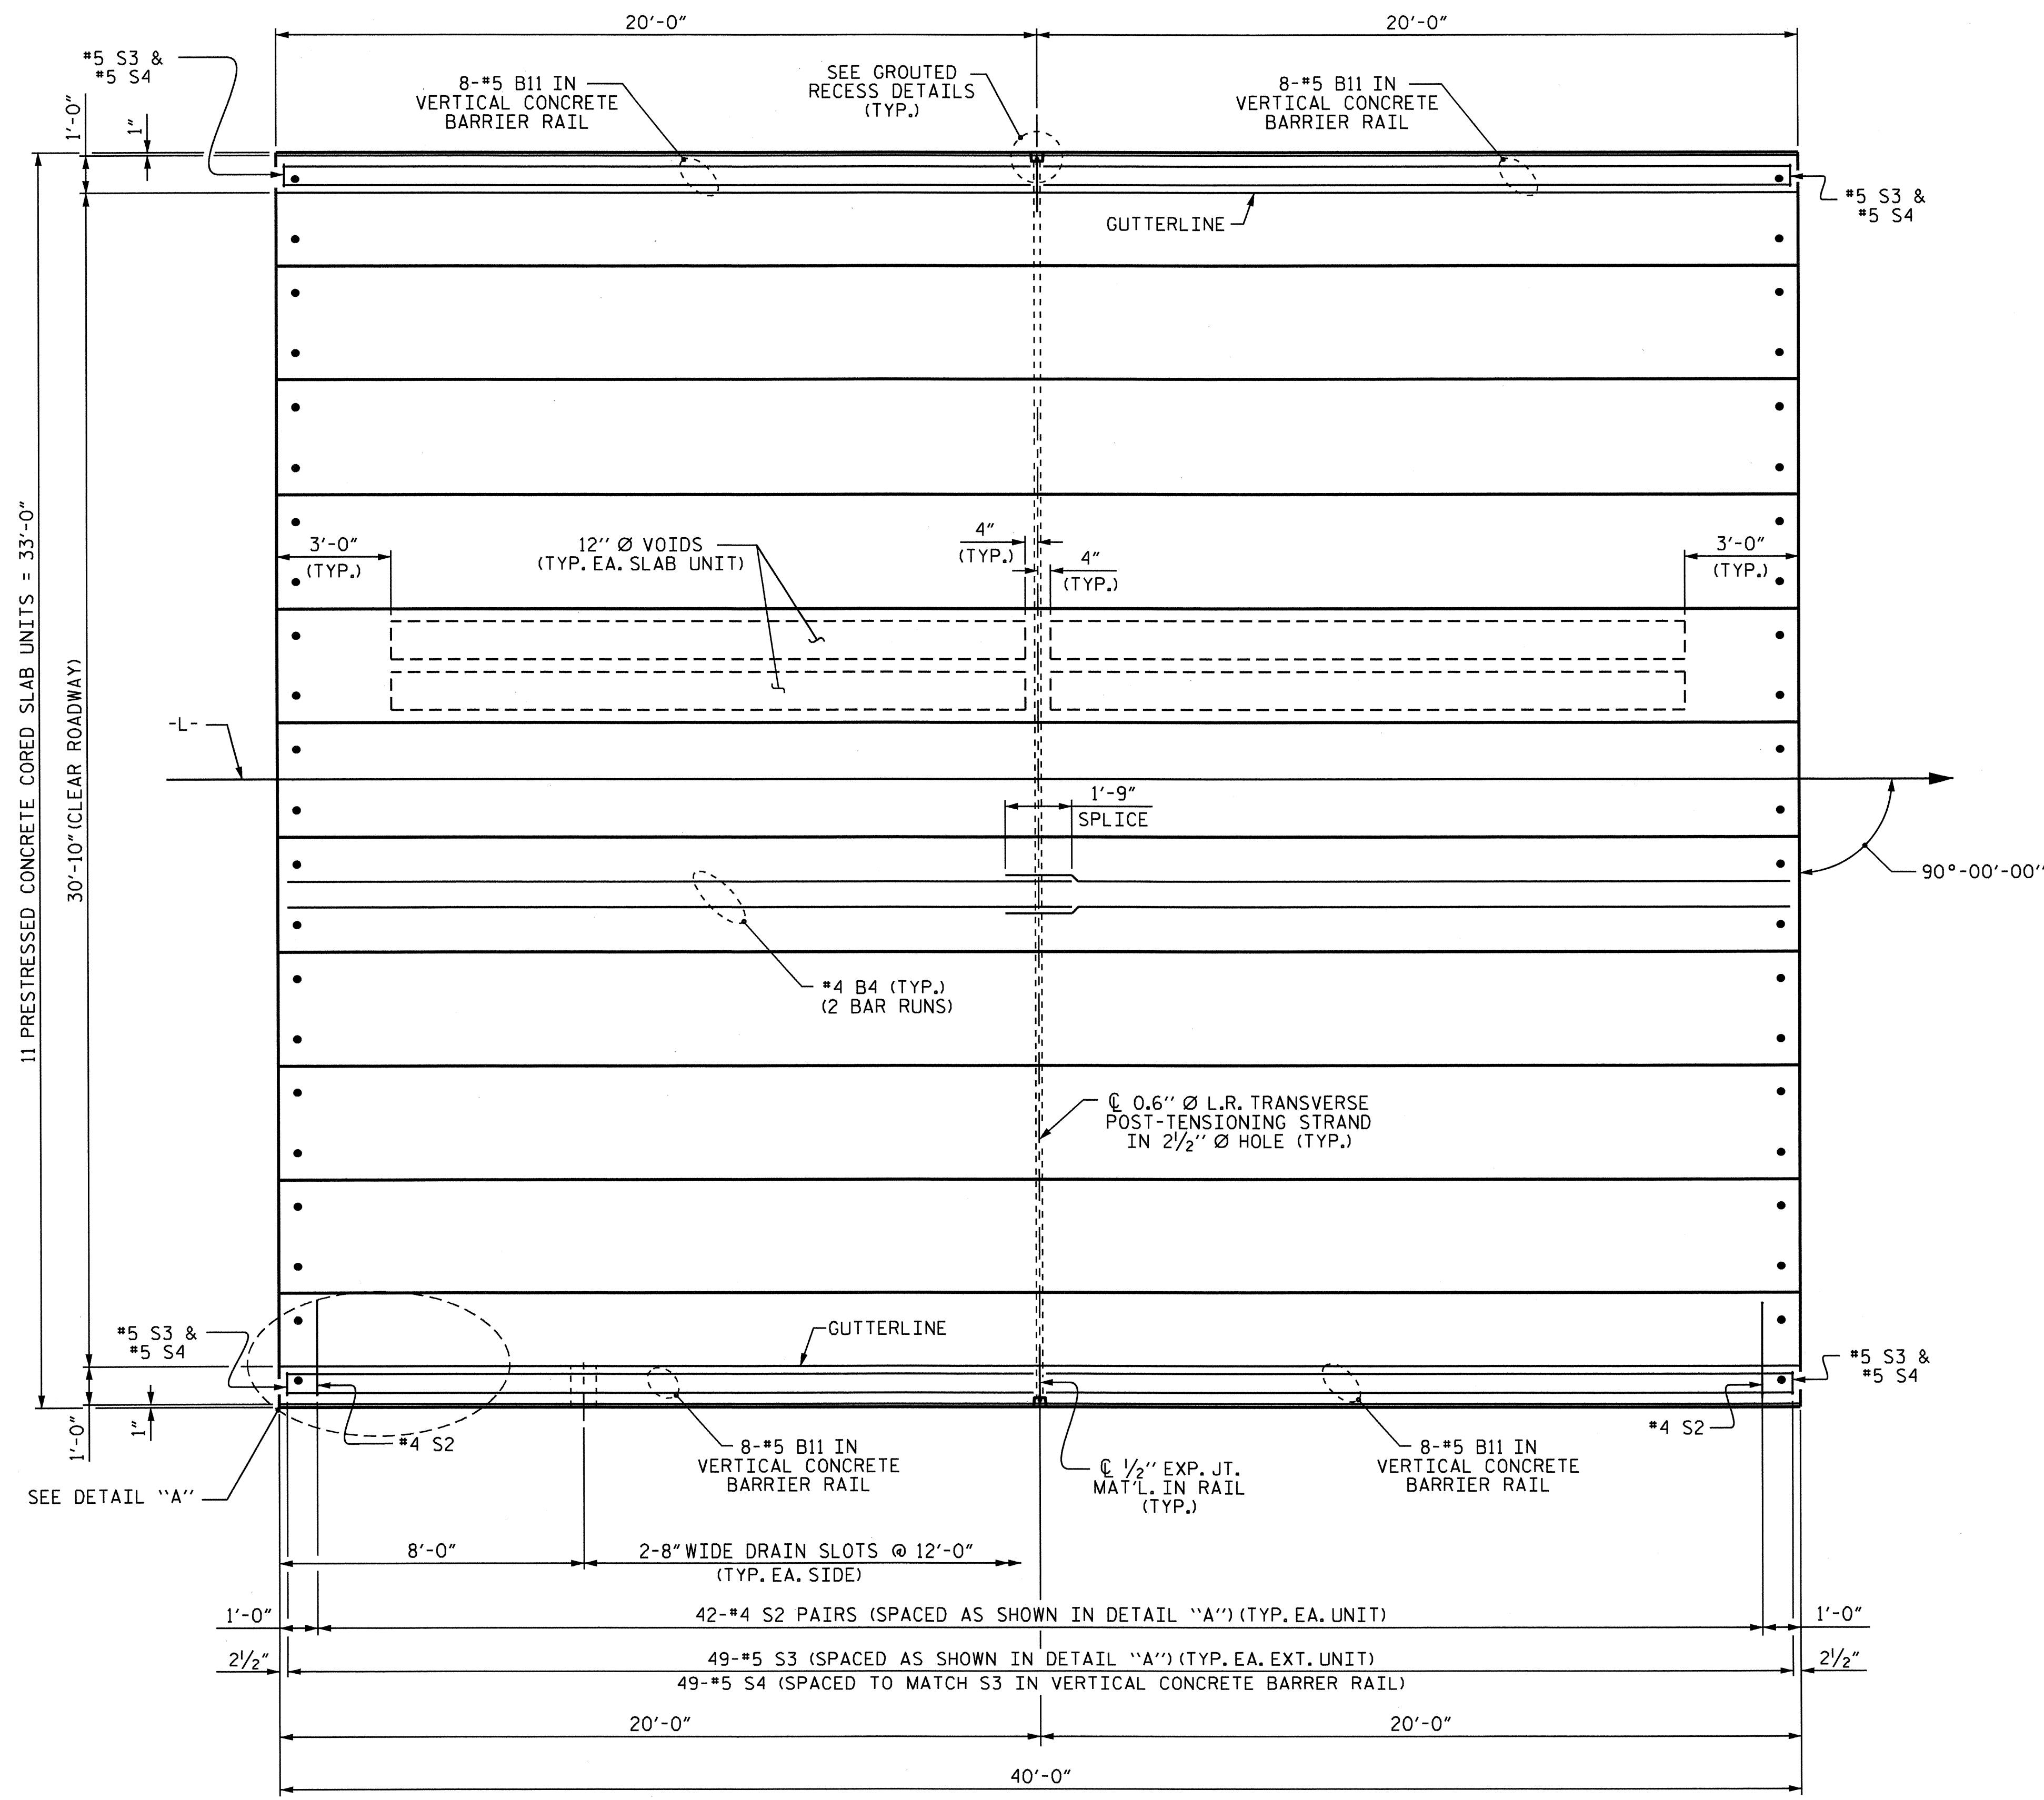 20'-0"
20'-0"
#5 S3 &
#5 S4
8-#5 B11 IN
VERTICAL CONCRETE
BARRIER RAIL
SEE GROUTED
RECESS DETAILS
(TYP.)
8-#5 B11 IN
VERTICAL CONCRETE
BARRIER RAIL
1'-0"
1"
#5 S3 &
#5 S4
GUTTERLINE
11 PRESTRESSED CONCRETE CORED SLAB UNITS = 33'-0"
30'-10" (CLEAR ROADWAY)
3'-0"
(TYP.)
12" Ø VOIDS
(TYP. EA. SLAB UNIT)
4"
(TYP.)
4"
(TYP.)
3'-0"
(TYP.)
-L-
1'-9"
SPLICE
90°-00'-00"
#4 B4 (TYP.)
(2 BAR RUNS)
℄ 0.6" Ø L.R. TRANSVERSE
POST-TENSIONING STRAND
IN 2½" Ø HOLE (TYP.)
#5 S3 &
#5 S4
GUTTERLINE
#5 S3 &
#5 S4
1'-0"
1"
#4 S2
8-#5 B11 IN
VERTICAL CONCRETE
BARRIER RAIL
℄ ½" EXP. JT.
MAT'L. IN RAIL
(TYP.)
8-#5 B11 IN
VERTICAL CONCRETE
BARRIER RAIL
#4 S2
SEE DETAIL "A"
8'-0"
2-8" WIDE DRAIN SLOTS @ 12'-0"
(TYP. EA. SIDE)
1'-0"
42-#4 S2 PAIRS (SPACED AS SHOWN IN DETAIL "A") (TYP. EA. UNIT)
1'-0"
2½"
49-#5 S3 (SPACED AS SHOWN IN DETAIL "A") (TYP. EA. EXT. UNIT)
2½"
49-#5 S4 (SPACED TO MATCH S3 IN VERTICAL CONCRETE BARRER RAIL)
20'-0"
20'-0"
40'-0"